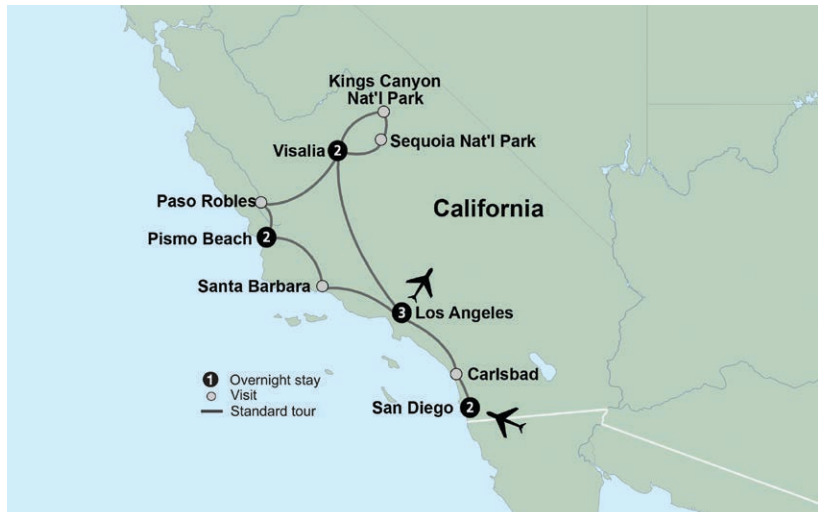 Kings Canyon
Nat'l Park
Visalia 2
Sequoia Nat'l Park
Paso Robles
California
Pismo Beach 2
Santa Barbara
3 Los Angeles
1 Overnight stay
Visit
Standard tour
Carlsbad
San Diego 2